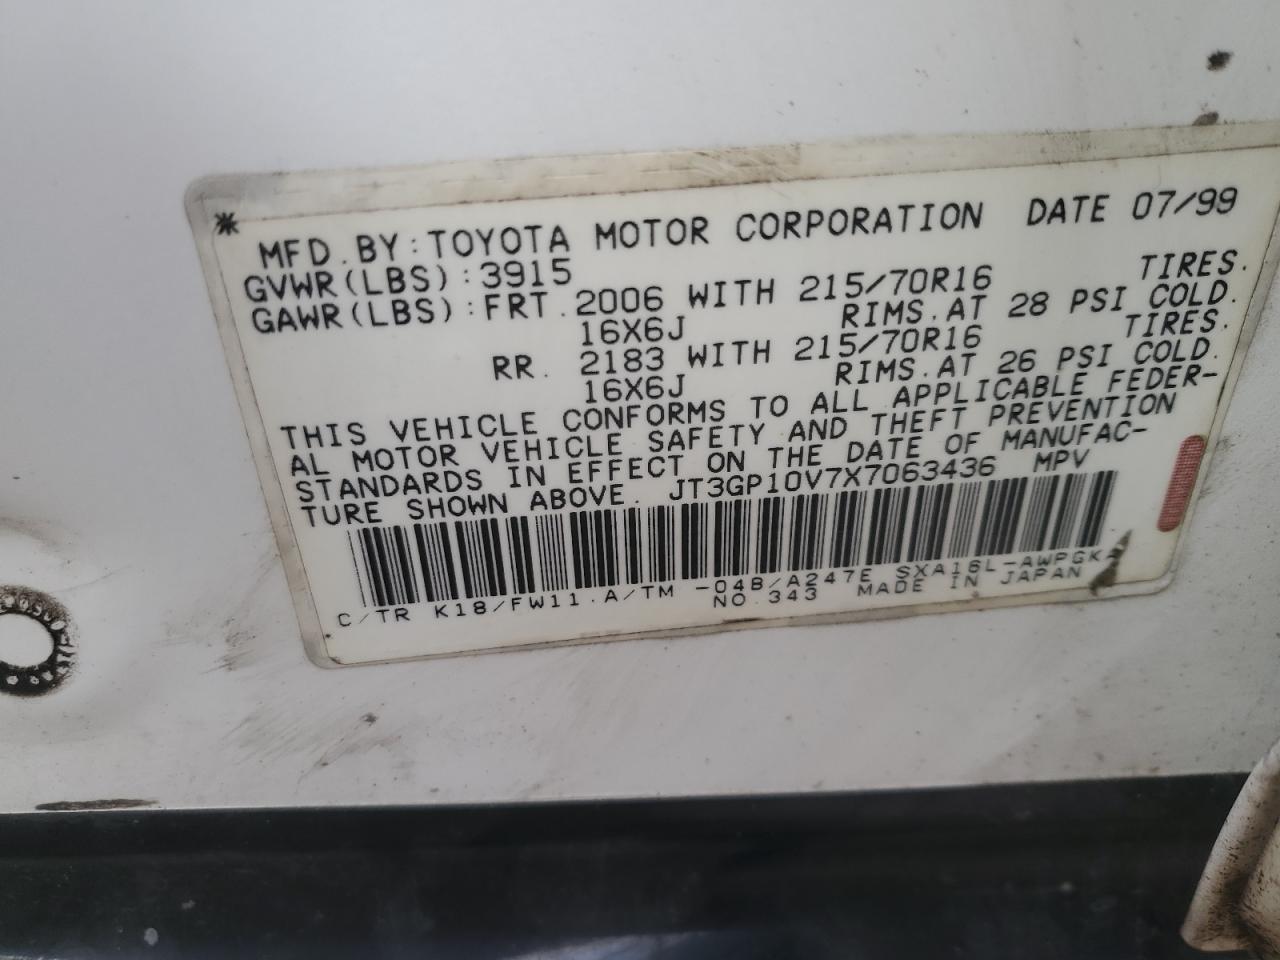 *
MFD.BY:TOYOTA MOTOR CORPORATION DATE 07/99
GVWR(LBS):3915
GAWR(LBS):FRT.2006 WITH 215/70R16 TIRES.
16X6J RIMS.AT 28 PSI COLD.
RR. 2183 WITH 215/70R16 TIRES.
16X6J RIMS.AT 26 PSI COLD.
THIS VEHICLE CONFORMS TO ALL APPLICABLE FEDER-
AL MOTOR VEHICLE SAFETY AND THEFT PREVENTION
STANDARDS IN EFFECT ON THE DATE OF MANUFAC-
TURE SHOWN ABOVE. JT3GP10V7X7063436 MPV
C/TR K18/FW11.A/TM -04B/A247E SXA16L-AWPGK
NO.343 MADE IN JAPAN